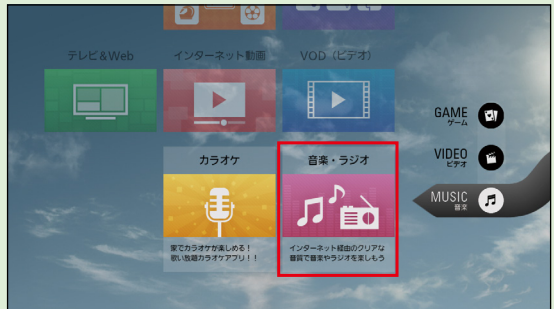 テレビ&Web
インターネット動画
VOD（ビデオ）
GAME
ゲーム
VIDEO
ビデオ
カラオケ
音楽・ラジオ
MUSIC
音楽
家でカラオケが楽しめる！
歌い放題カラオケアプリ！！
インターネット経由のクリアな
音質で音楽やラジオを楽しもう